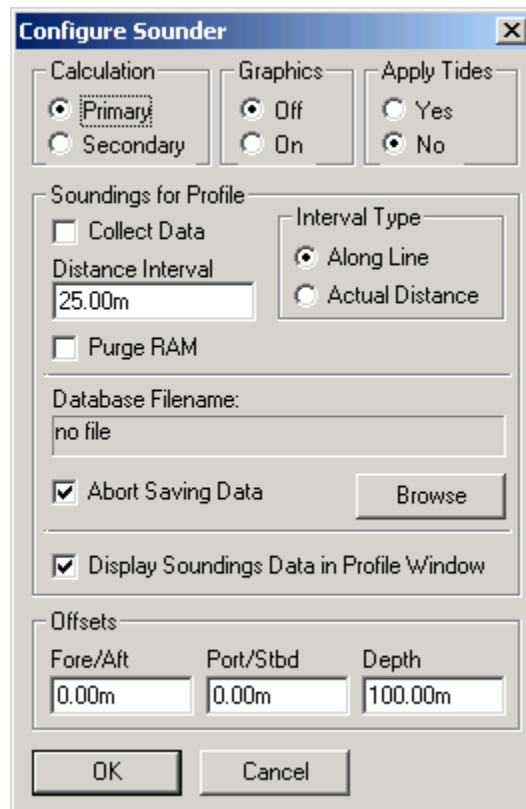 Configure Sounder
Calculation
Primary
Secondary
Graphics
Off
On
Apply Tides
Yes
No
Soundings for Profile
Collect Data
Distance Interval
25.00m
Interval Type
Along Line
Actual Distance
Purge RAM
Database Filename:
no file
Abort Saving Data
Browse
Display Soundings Data in Profile Window
Offsets
Fore/Aft
0.00m
Port/Stbd
0.00m
Depth
100.00m
OK
Cancel